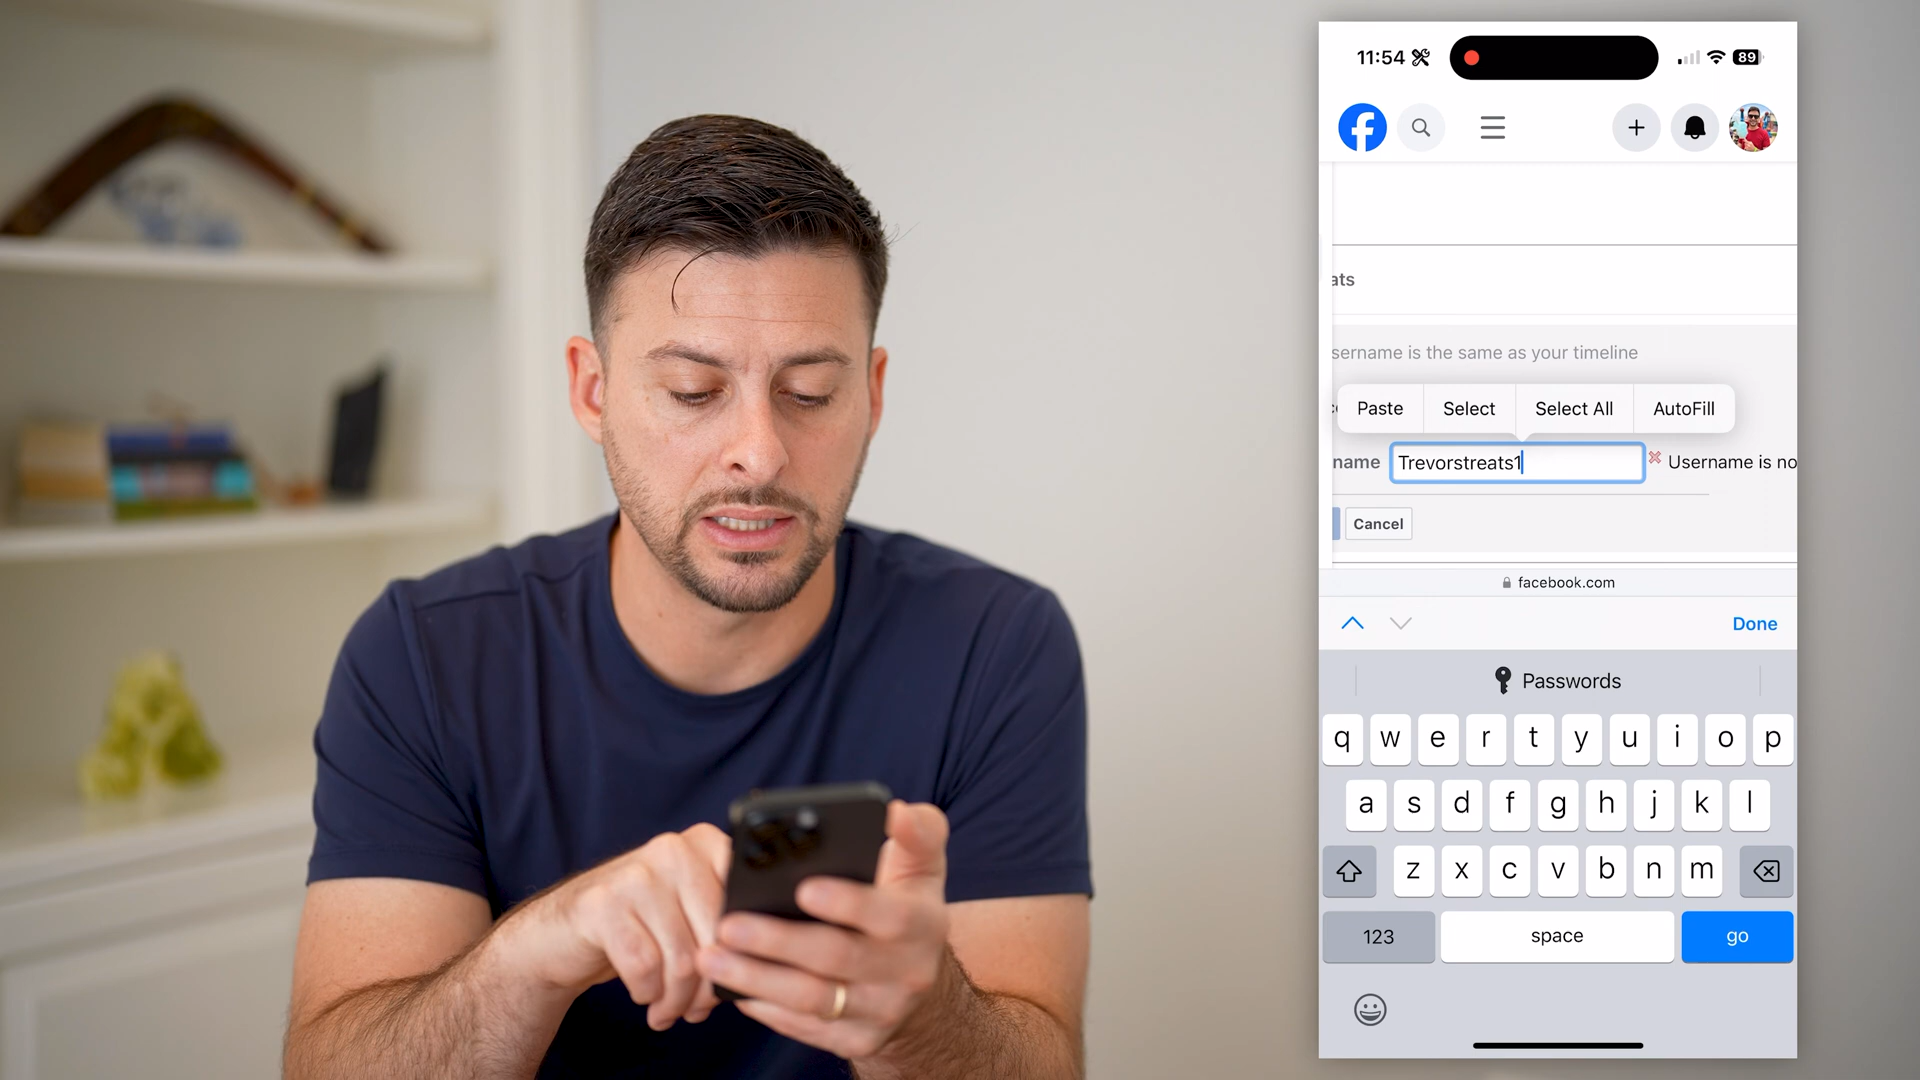 11:54
89
ats
sername is the same as your timeline
Paste Select Select All AutoFill
name Trevorstreats1 Username is no
Cancel
facebook.com
Done
Passwords
q w e r t y u i o p
a s d f g h j k l
z x c v b n m
123 space go